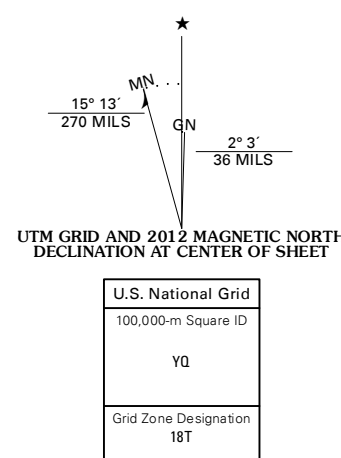 ★
MN
15° 13´
270 MILS
GN
2° 3´
36 MILS
UTM GRID AND 2012 MAGNETIC NORTH
DECLINATION AT CENTER OF SHEET
U.S. National Grid
100,000-m Square ID
YQ
Grid Zone Designation
18T